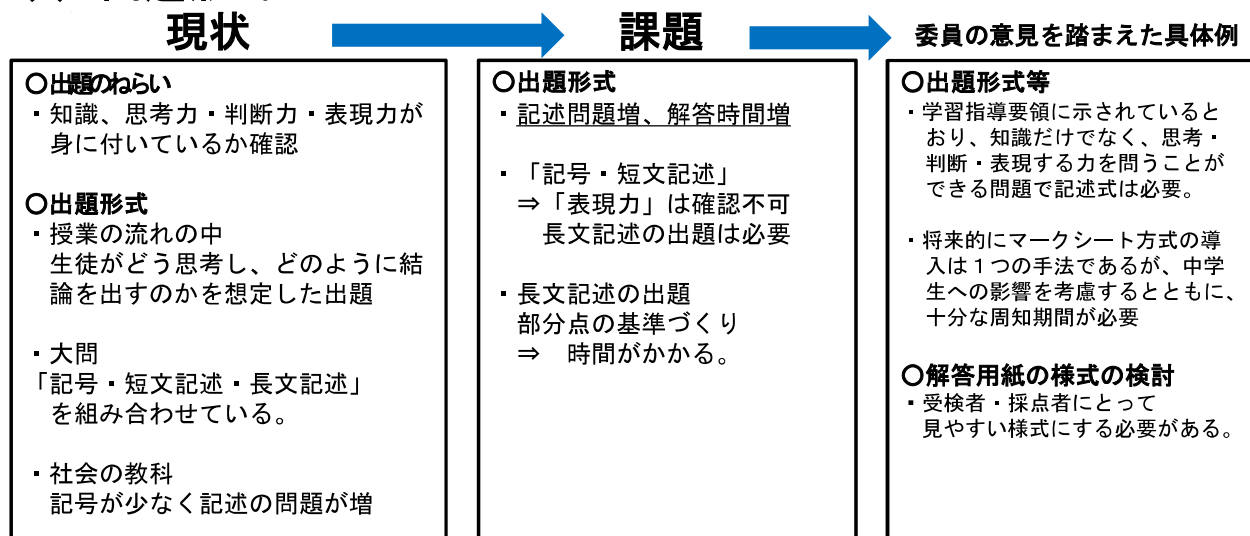 現状
課題
委員の意見を踏まえた具体例
〇出題のねらい
・知識、思考力・判断力・表現力が
身に付いているか確認
〇出題形式
・授業の流れの中
生徒がどう思考し、どのように結
論を出すのかを想定した出題
・大問
「記号・短文記述・長文記述」
を組み合わせている。
・社会の教科
記号が少なく記述の問題が増
〇出題形式
・記述問題増、解答時間増
・「記号・短文記述」
⇒「表現力」は確認不可
長文記述の出題は必要
・長文記述の出題
部分点の基準づくり
⇒ 時間がかかる。
〇出題形式等
・学習指導要領に示されていると
おり、知識だけでなく、思考・
判断・表現する力を問うことが
できる問題で記述式は必要。
・将来的にマークシート方式の導
入は１つの手法であるが、中学
生への影響を考慮するとともに、
十分な周知期間が必要
〇解答用紙の様式の検討
・受検者・採点者にとって
見やすい様式にする必要がある。